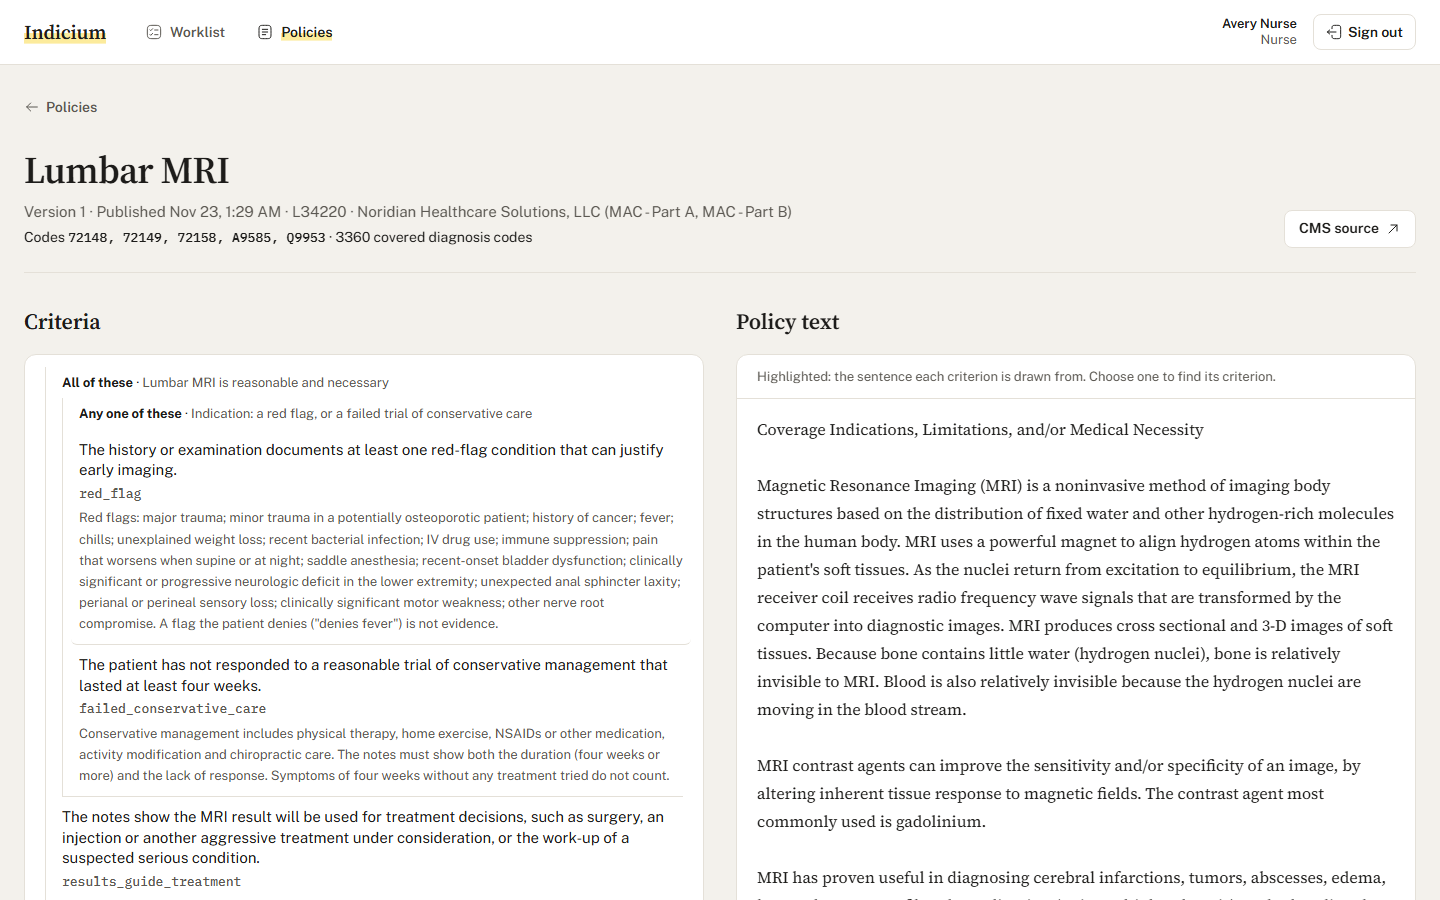 Indicium
Worklist
Policies
Avery Nurse
Nurse
Sign out
Policies
Lumbar MRI
Version 1 · Published Nov 23, 1:29 AM · L34220 · Noridian Healthcare Solutions, LLC (MAC - Part A, MAC - Part B)
Codes 72148, 72149, 72158, A9585, Q9953 · 3360 covered diagnosis codes
CMS source
Criteria
All of these · Lumbar MRI is reasonable and necessary
Any one of these · Indication: a red flag, or a failed trial of conservative care
The history or examination documents at least one red-flag condition that can justify
early imaging.
red_flag
Red flags: major trauma; minor trauma in a potentially osteoporotic patient; history of cancer; fever;
chills; unexplained weight loss; recent bacterial infection; IV drug use; immune suppression; pain
that worsens when supine or at night; saddle anesthesia; recent-onset bladder dysfunction; clinically
significant or progressive neurologic deficit in the lower extremity; unexpected anal sphincter laxity;
perianal or perineal sensory loss; clinically significant motor weakness; other nerve root
compromise. A flag the patient denies ("denies fever") is not evidence.
The patient has not responded to a reasonable trial of conservative management that
lasted at least four weeks.
failed_conservative_care
Conservative management includes physical therapy, home exercise, NSAIDs or other medication,
activity modification and chiropractic care. The notes must show both the duration (four weeks or
more) and the lack of response. Symptoms of four weeks without any treatment tried do not count.
The notes show the MRI result will be used for treatment decisions, such as surgery, an
injection or another aggressive treatment under consideration, or the work-up of a
suspected serious condition.
results_guide_treatment
Policy text
Highlighted: the sentence each criterion is drawn from. Choose one to find its criterion.
Coverage Indications, Limitations, and/or Medical Necessity
Magnetic Resonance Imaging (MRI) is a noninvasive method of imaging body
structures based on the distribution of fixed water and other hydrogen-rich molecules
in the human body. MRI uses a powerful magnet to align hydrogen atoms within the
patient's soft tissues. As the nuclei return from excitation to equilibrium, the MRI
receiver coil receives radio frequency wave signals that are transformed by the
computer into diagnostic images. MRI produces cross sectional and 3-D images of soft
tissues. Because bone contains little water (hydrogen nuclei), bone is relatively
invisible to MRI. Blood is also relatively invisible because the hydrogen nuclei are
moving in the blood stream.
MRI contrast agents can improve the sensitivity and/or specificity of an image, by
altering inherent tissue response to magnetic fields. The contrast agent most
commonly used is gadolinium.
MRI has proven useful in diagnosing cerebral infarctions, tumors, abscesses, edema,